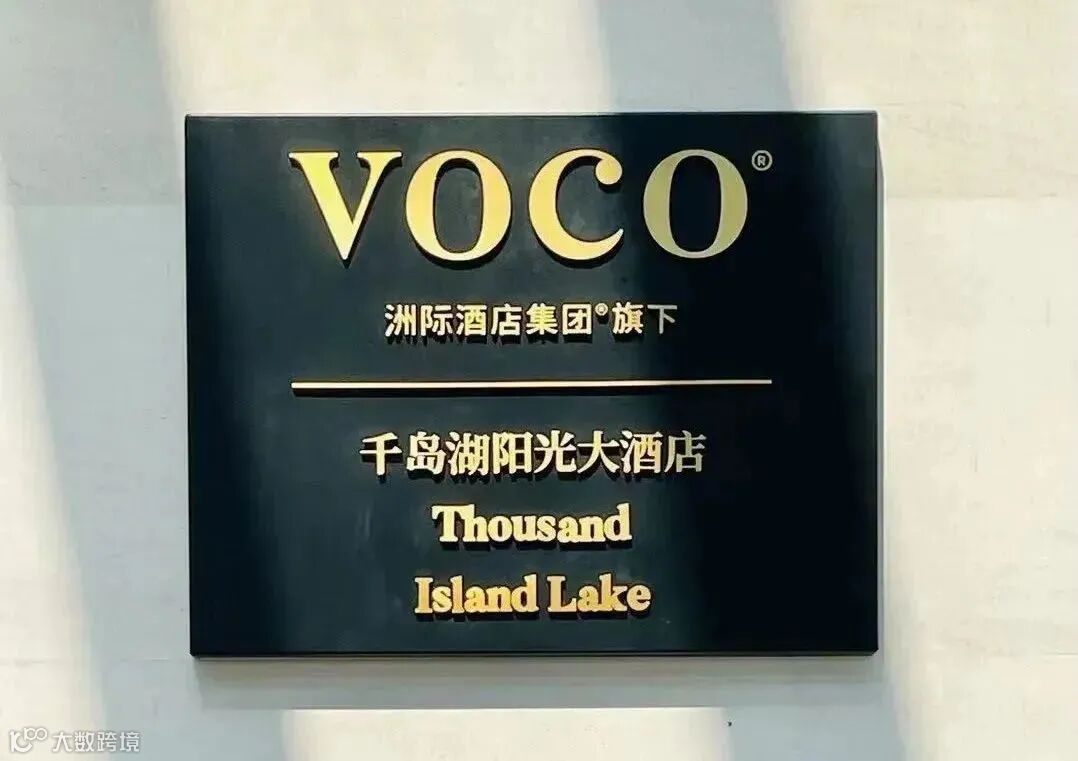 VOCO®
洲际酒店集团®旗下
千岛湖阳光大酒店
Thousand
Island Lake
大数跨境